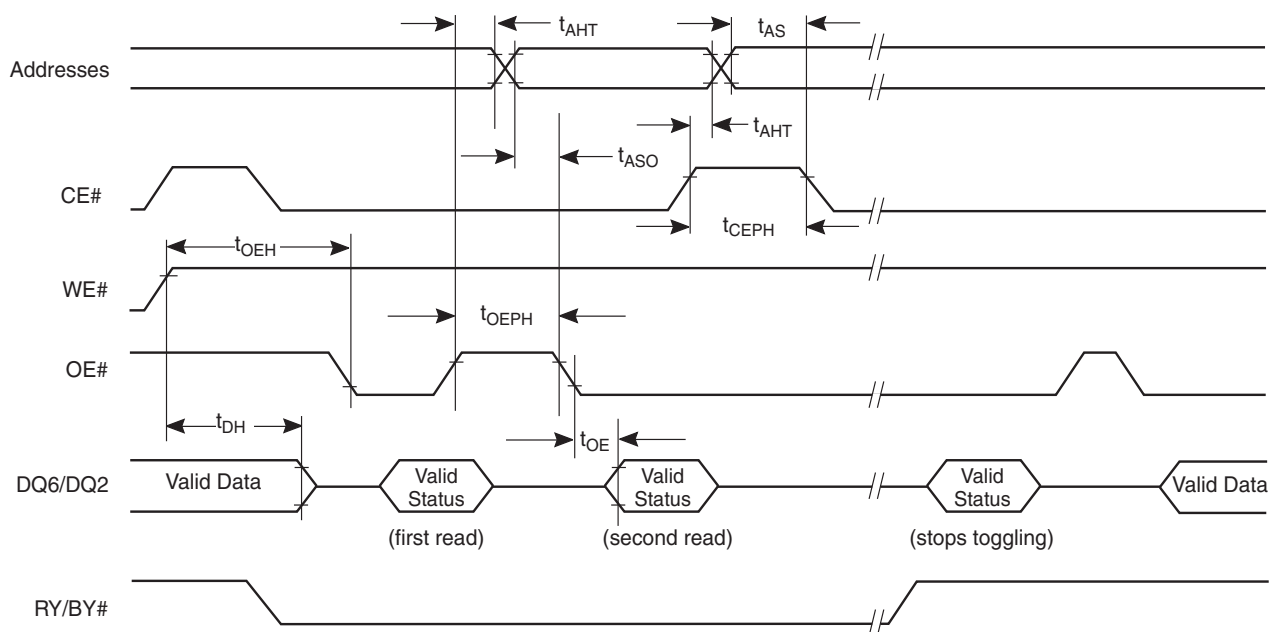 tAHT
tAS
Addresses
tAHT
tASO
CE#
tCEPH
tOEH
WE#
tOEPH
OE#
tDH
tOE
DQ6/DQ2
Valid Data
Valid
Status
Valid
Status
Valid
Status
Valid Data
(first read)
(second read)
(stops toggling)
RY/BY#